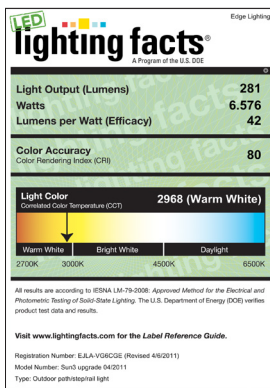 Edge Lighting
LED
lighting facts®
A Program of the U.S. DOE
Light Output (Lumens) 281
Watts 6.576
Lumens per Watt (Efficacy) 42
Color Accuracy
Color Rendering Index (CRI) 80
Light Color
Correlated Color Temperature (CCT) 2968 (Warm White)
Warm White Bright White Daylight
2700K 3000K 4500K 6500K
All results are according to IESNA LM-79-2008: Approved Method for the Electrical and
Photometric Testing of Solid-State Lighting. The U.S. Department of Energy (DOE) verifies
product test data and results.
Visit www.lightingfacts.com for the Label Reference Guide.
Registration Number: EJLA-VG6CGE (Revised 4/6/2011)
Model Number: Sun3 upgrade 04/2011
Type: Outdoor path/step/rail light